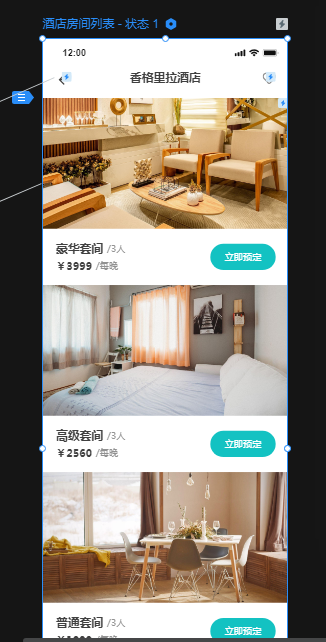 酒店房间列表 - 状态 1
12:00
香格里拉酒店
豪华套间 /3人
￥3999 /每晚
立即预定
高级套间 /3人
￥2560 /每晚
立即预定
普通套间 /3人
立即预定